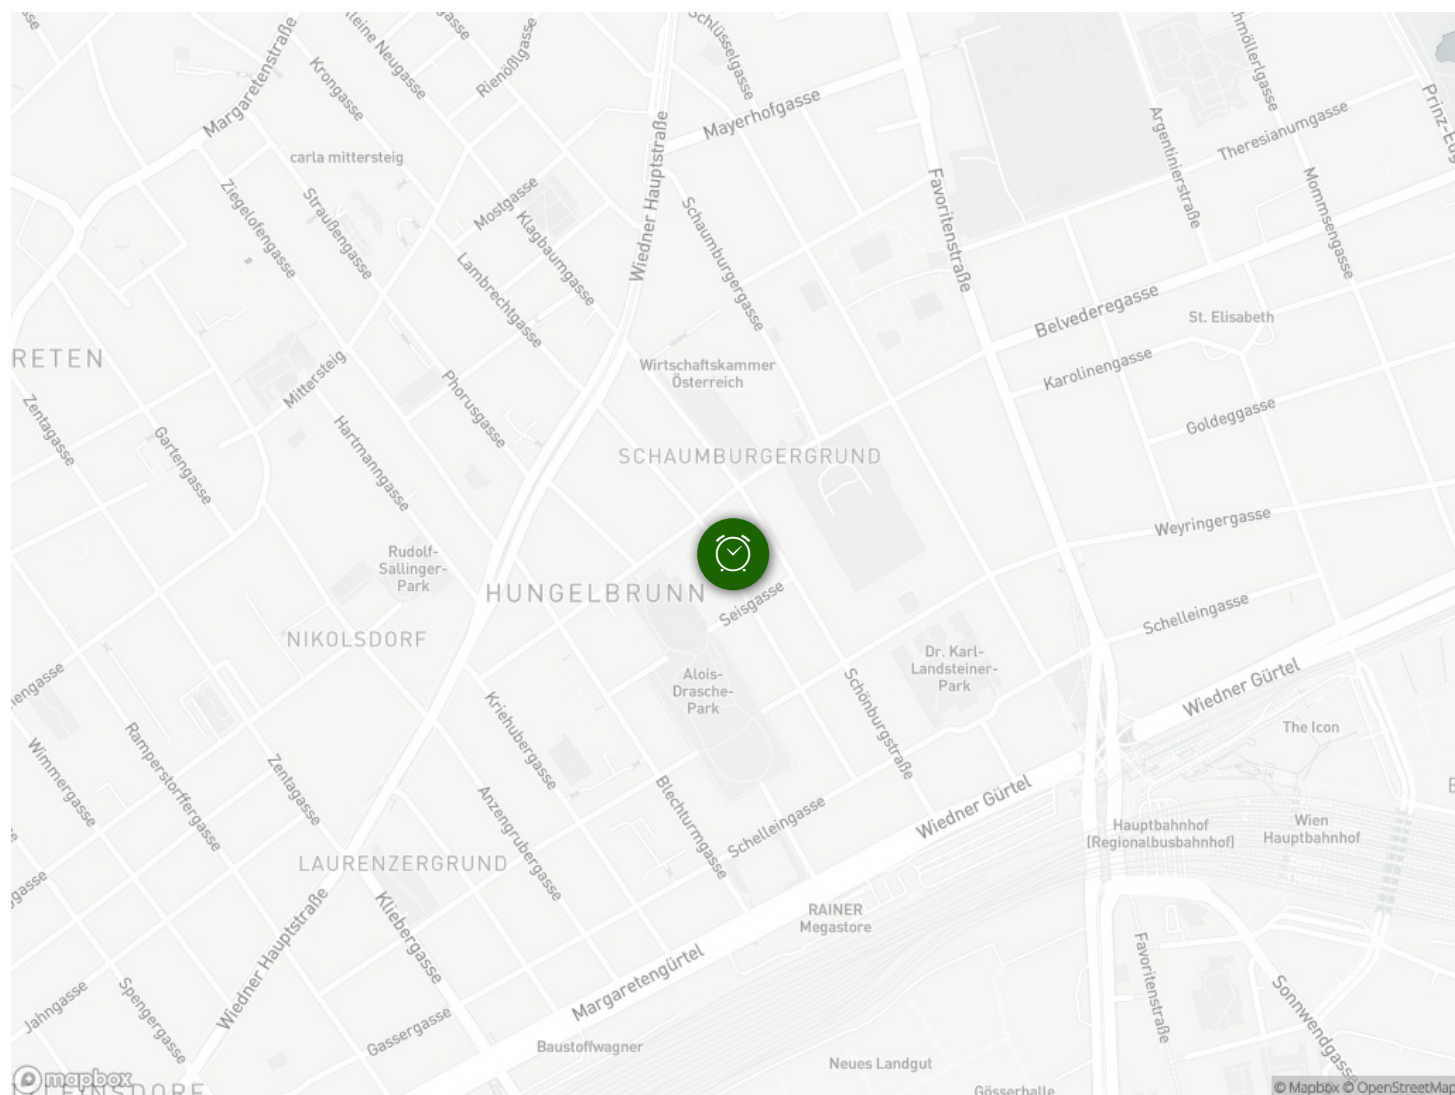 Schlüsselgasse
Kleine Neugasse
Rienößlgasse
Krongasse
Margaretenstraße
Mayerhofgasse
Theresianumgasse
Argentinierstraße
carla mittersteig
Wiedner Hauptstraße
Favoritenstraße
Mommsengasse
Ziegelofengasse
Straußengasse
Mostgasse
Klagbaumgasse
Schaumburgergasse
Lambrechtgasse
Belvederegasse
St. Elisabeth
RETEN
Mittersteig
Wirtschaftskammer
Österreich
Karolinengasse
Phorusgasse
Zentagasse
Gartengasse
Hartmanngasse
Goldeggasse
SCHAUMBURGERGRUND
Weyringergasse
Rudolf-
Sallinger-
Park
HUNGELBRUNN
Seisgasse
Schelleingasse
NIKOLSDORF
Dr. Karl-
Landsteiner-
Park
Alois-
Drasche-
Park
Wiedner Gürtel
Schönburgstraße
Kriehubergasse
The Icon
Wimmergasse
Ramperstorffergasse
Zentagasse
Anzengrubergasse
Blechturmgasse
Schelleingasse
Wiedner Gürtel
Hauptbahnhof
(Regionalbusbahnhof)
Wien
Hauptbahnhof
LAURENZERGRUND
Kliebergasse
Wiedner Hauptstraße
RAINER
Megastore
Margaretengürtel
Favoritenstraße
Sonnwendgasse
Jahngasse
Spengergasse
Gassergasse
Baustoffwagner
Neues Landgut
Gösserhalle
mapbox
© Mapbox © OpenStreetMap